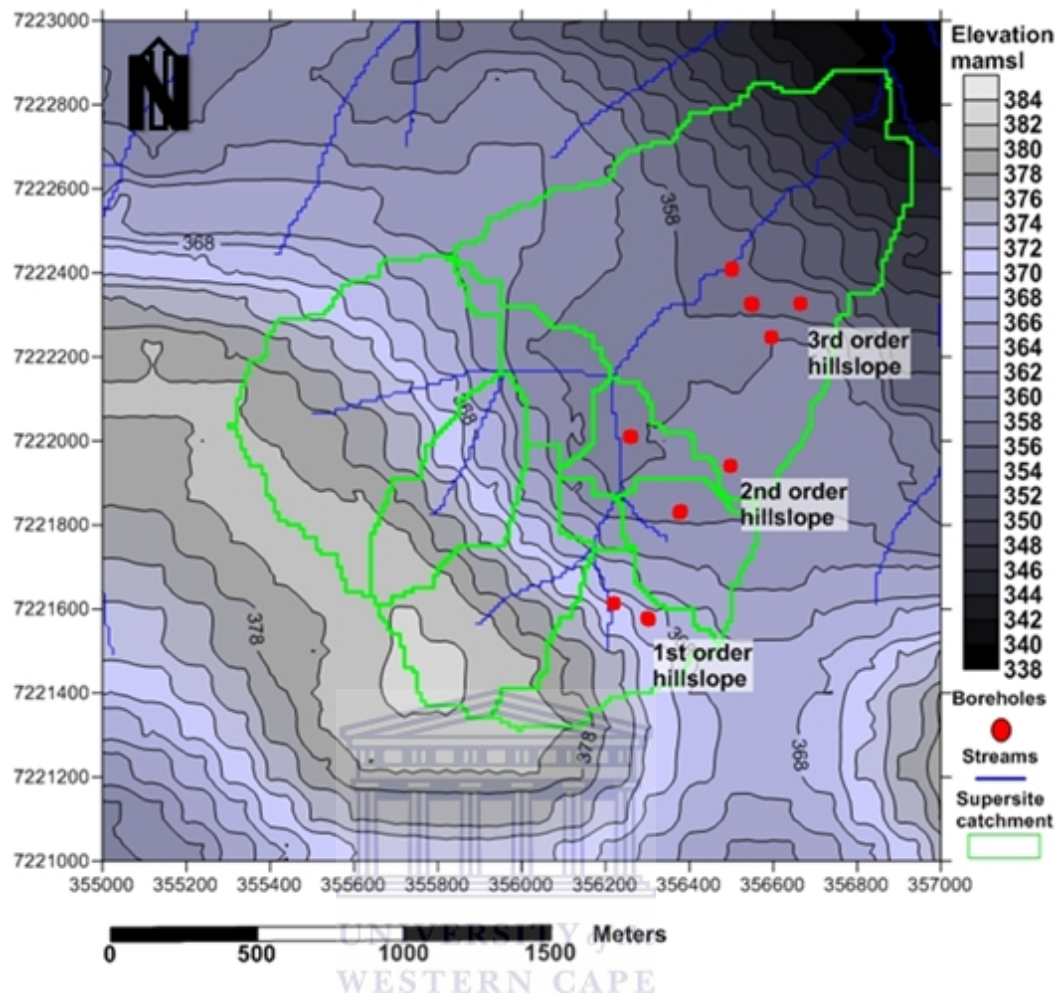 7223000
7222800
7222600
7222400
7222200
7222000
7221800
7221600
7221400
7221200
7221000
355000 355200 355400 355600 355800 356000 356200 356400 356600 356800 357000
N
368
358
368
378
378
368
3rd order
hillslope
2nd order
hillslope
1st order
hillslope
Elevation
mamsl
384
382
380
378
376
374
372
370
368
366
364
362
360
358
356
354
352
350
348
346
344
342
340
338
Boreholes
Streams
Supersite
catchment
0 500 1000 1500 Meters
UNIVERSITY of the
WESTERN CAPE